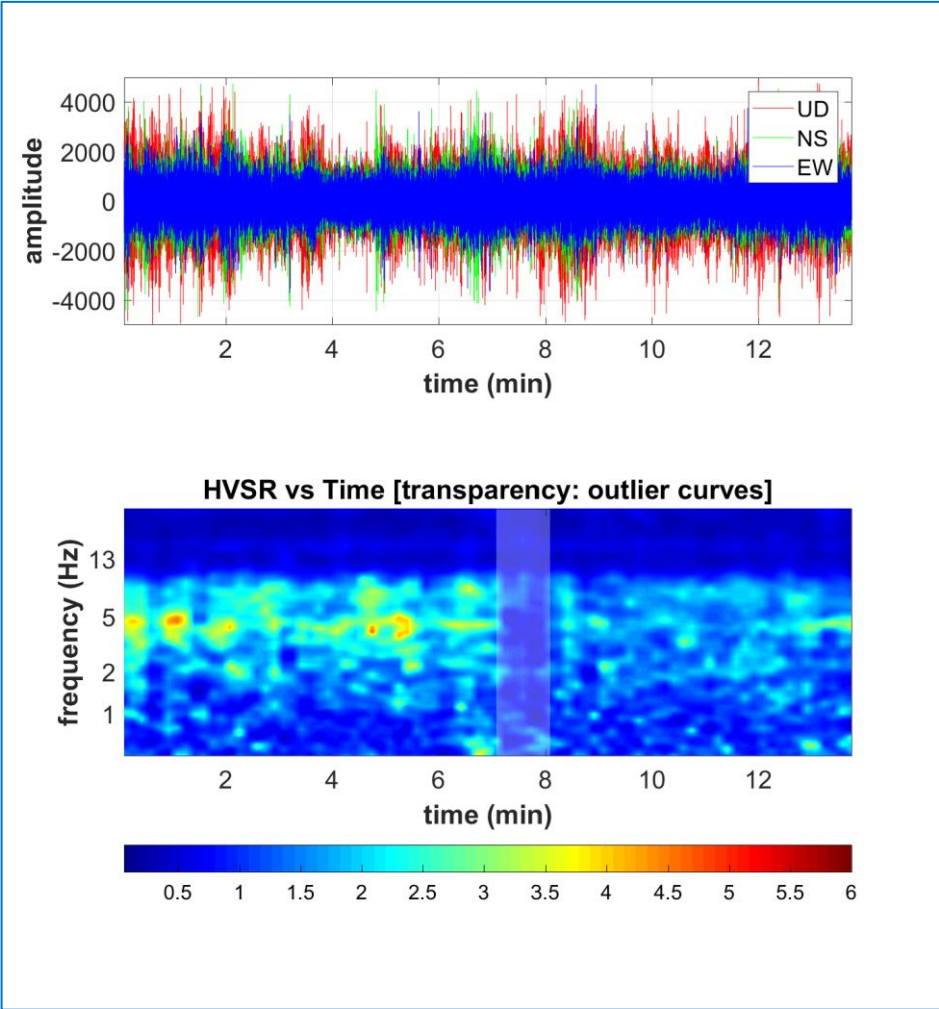 4000
2000
0
-2000
-4000
amplitude
UD
NS
EW
2 4 6 8 10 12
time (min)
HVSR vs Time [transparency: outlier curves]
13
5
2
1
frequency (Hz)
2 4 6 8 10 12
time (min)
0.5 1 1.5 2 2.5 3 3.5 4 4.5 5 5.5 6